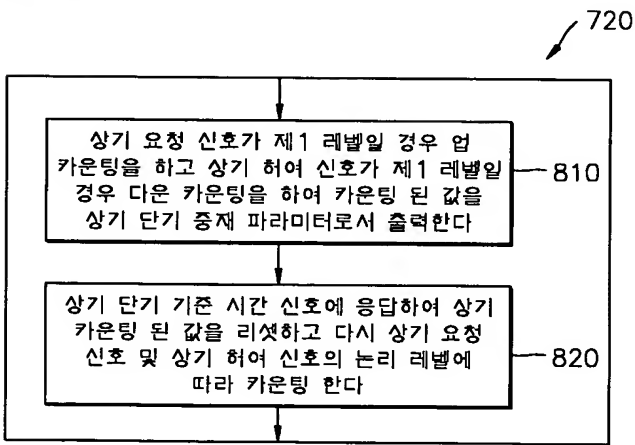 720
상기 요청 신호가 제1 레벨일 경우 업
카운팅을 하고 상기 허여 신호가 제1 레벨일
경우 다운 카운팅을 하여 카운팅 된 값을
상기 단기 중재 파라미터로서 출력한다
810
상기 단기 기준 시간 신호에 응답하여 상기
카운팅 된 값을 리셋하고 다시 상기 요청
신호 및 상기 허여 신호의 논리 레벨에
따라 카운팅 한다
820